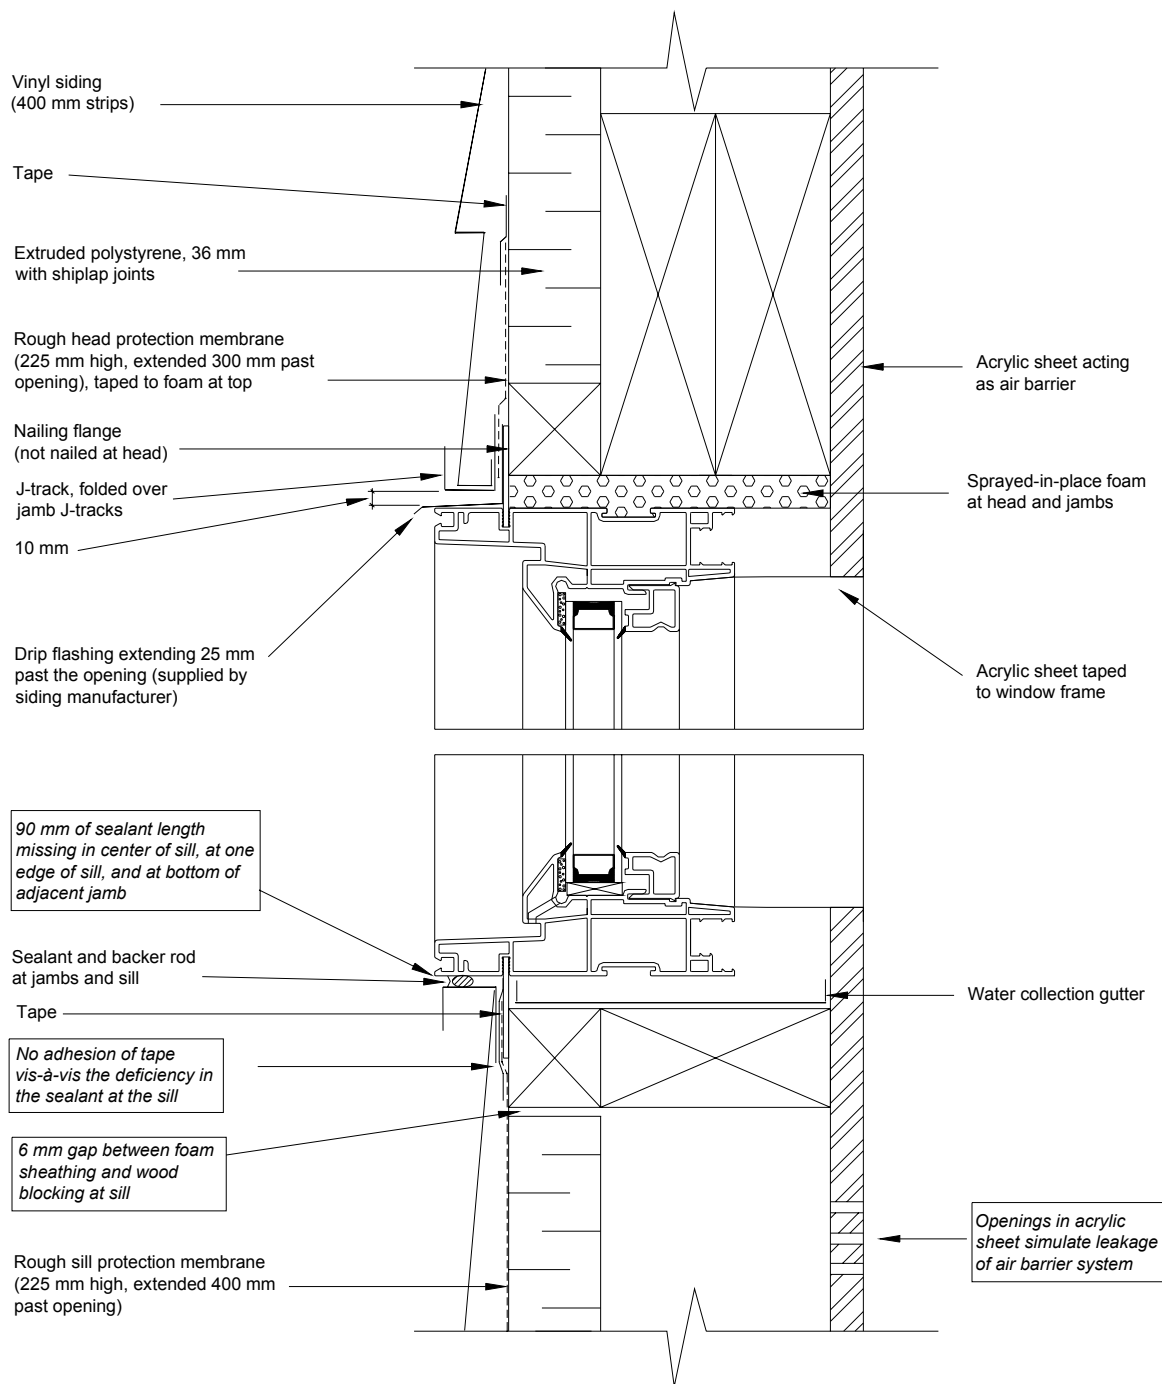 Vinyl siding
(400 mm strips)
Tape
Extruded polystyrene, 36 mm
with shiplap joints
Rough head protection membrane
(225 mm high, extended 300 mm past
opening), taped to foam at top
Nailing flange
(not nailed at head)
J-track, folded over
jamb J-tracks
10 mm
Drip flashing extending 25 mm
past the opening (supplied by
siding manufacturer)
Acrylic sheet acting
as air barrier
Sprayed-in-place foam
at head and jambs
Acrylic sheet taped
to window frame
90 mm of sealant length
missing in center of sill, at one
edge of sill, and at bottom of
adjacent jamb
Sealant and backer rod
at jambs and sill
Tape
No adhesion of tape
vis-à-vis the deficiency in
the sealant at the sill
6 mm gap between foam
sheathing and wood
blocking at sill
Rough sill protection membrane
(225 mm high, extended 400 mm
past opening)
Water collection gutter
Openings in acrylic
sheet simulate leakage
of air barrier system